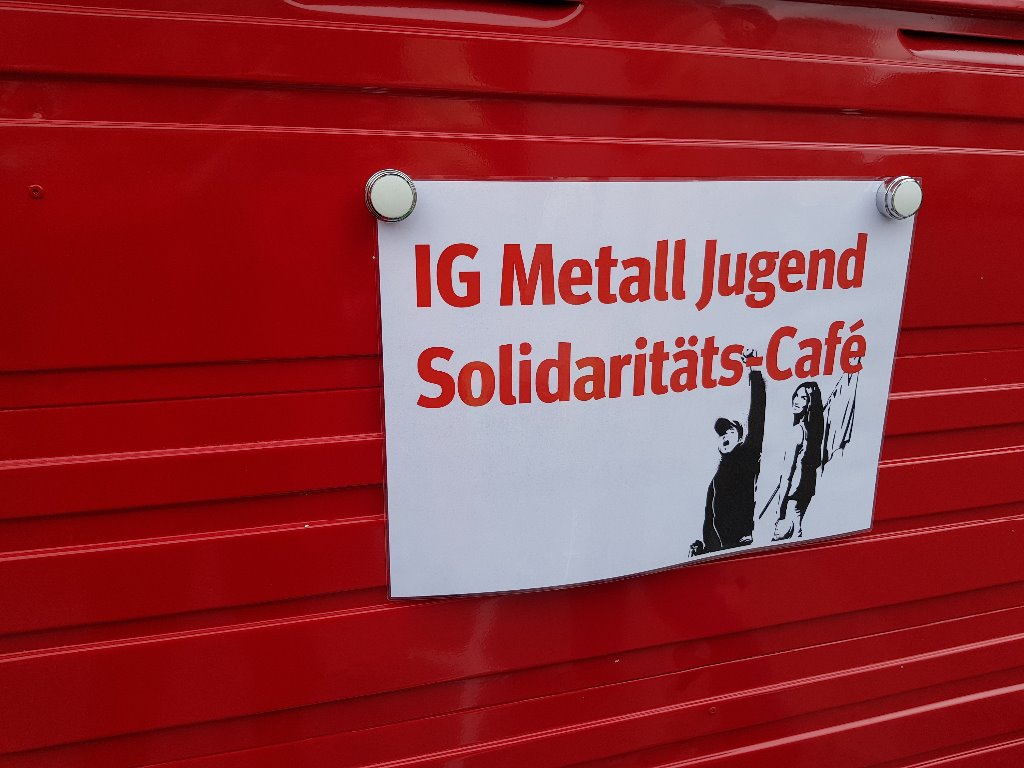 IG Metall Jugend
Solidaritäts-Café